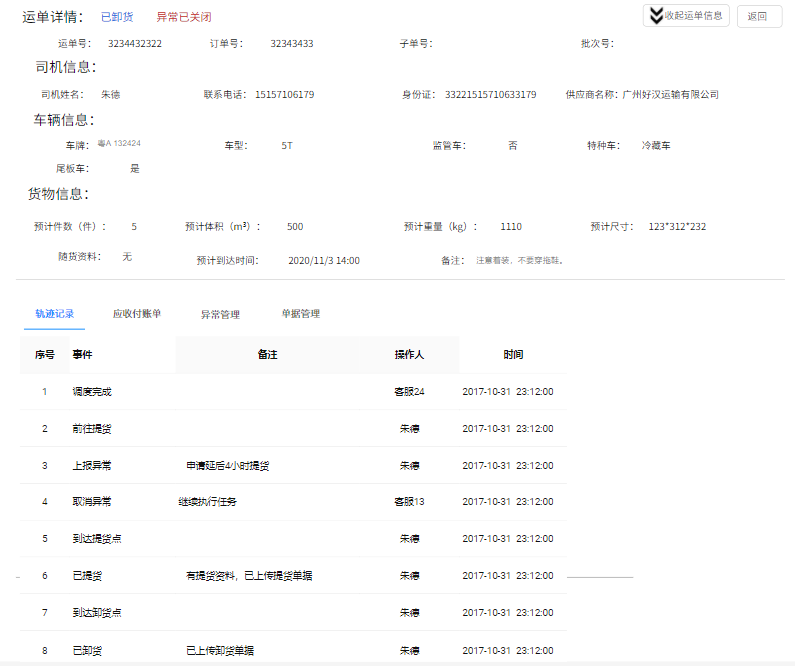 运单详情： 已卸货 异常已关闭 收起运单信息 返回
运单号： 3234432322 订单号： 32343433 子单号： 批次号：
司机信息：
司机姓名： 朱德 联系电话： 15157106179 身份证： 33221515710633179 供应商名称：广州好汉运输有限公司
车辆信息：
车牌： 粤A 132424 车型： 5T 监管车： 否 特种车： 冷藏车
尾板车： 是
货物信息：
预计件数（件）： 5 预计体积（m³）： 500 预计重量（kg）： 1110 预计尺寸： 123*312*232
随货资料： 无 预计到达时间： 2020/11/3 14:00 备注： 注意着装，不要穿拖鞋。
轨迹记录 应收付账单 异常管理 单据管理
序号 事件 备注 操作人 时间
1 调度完成 客服24 2017-10-31 23:12:00
2 前往提货 朱德 2017-10-31 23:12:00
3 上报异常 申请延后4小时提货 朱德 2017-10-31 23:12:00
4 取消异常 继续执行任务 客服13 2017-10-31 23:12:00
5 到达提货点 朱德 2017-10-31 23:12:00
6 已提货 有提货资料，已上传提货单据 朱德 2017-10-31 23:12:00
7 到达卸货点 朱德 2017-10-31 23:12:00
8 已卸货 已上传卸货单据 朱德 2017-10-31 23:12:00